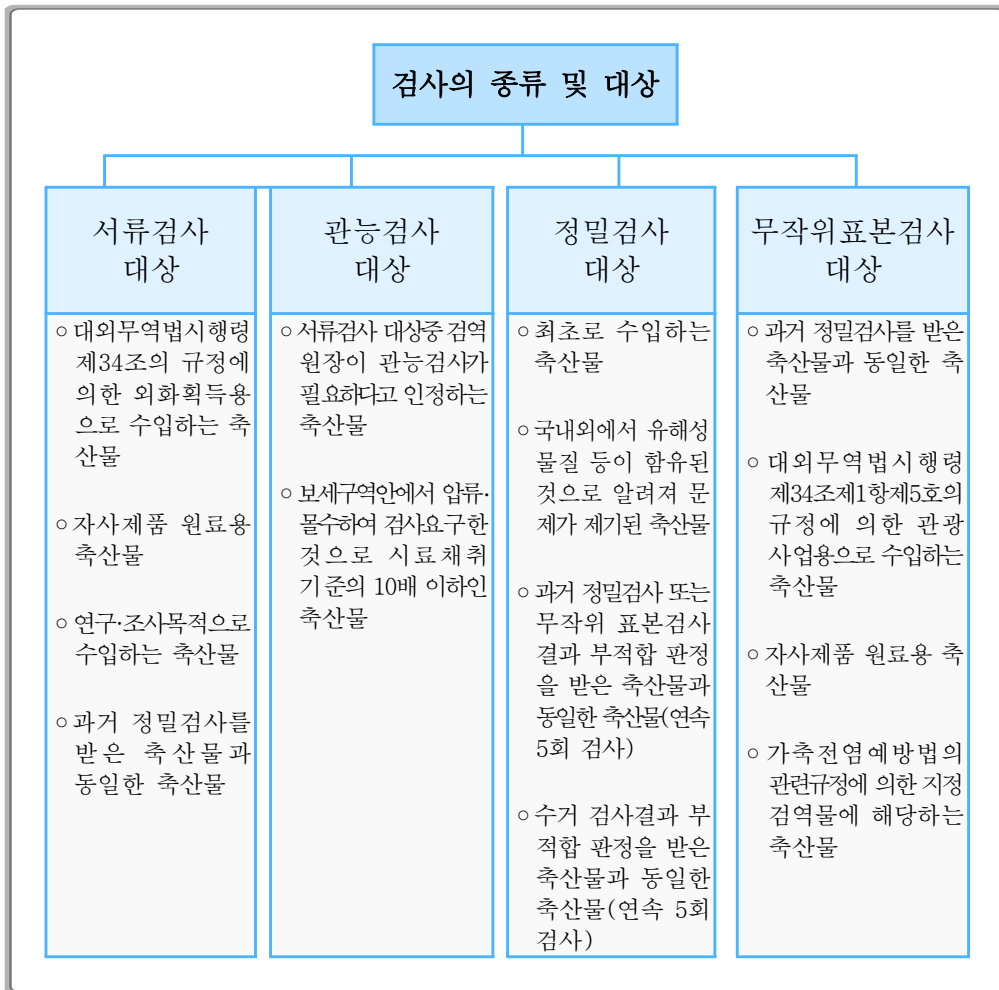 검사의 종류 및 대상
서류검사
대상
○ 대외무역법시행령
제34조의 규정에
의한 외화획득용
으로 수입하는 축
산물
○ 자사제품 원료용
축산물
○ 연구·조사목적으로
수입하는 축산물
○ 과거 정밀검사를
받은 축산물과
동일한 축산물
관능검사
대상
○ 서류검사 대상중 검역
원장이 관능검사가
필요하다고 인정하는
축산물
○ 보세구역안에서 압류·
몰수하여 검사요구한
것으로 시료채취
기준의 10배 이하인
축산물
정밀검사
대상
○ 최초로 수입하는
축산물
○ 국내외에서 유해성
물질 등이 함유된
것으로 알려져 문
제가 제기된 축산물
○ 과거 정밀검사 또는
무작위 표본검사
결과 부적합 판정
을 받은 축산물과
동일한 축산물(연속
5회 검사)
○ 수거 검사결과 부
적합 판정을 받은
축산물과 동일한
축산물(연속 5회
검사)
무작위표본검사
대상
○ 과거 정밀검사를 받은
축산물과 동일한 축
산물
○ 대외무역법시행령
제34조제1항제5호의
규정에 의한 관광
사업용으로 수입하는
축산물
○ 자사제품 원료용 축
산물
○ 가축전염예방법의
관련규정에 의한 지정
검역물에 해당하는
축산물